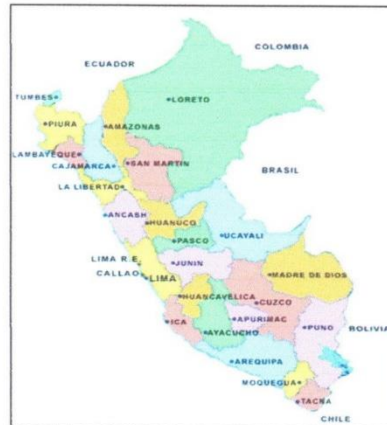 COLOMBIA
ECUADOR
TUMBES
LORETO
PIURA
AMAZONAS
LAMBAYEQUE
CAJAMARCA
SAN MARTIN
BRASIL
LA LIBERTAD
ANCASH
HUANUCO
UCAYALI
PASCO
LIMA R.E.
JUNIN
CALLAO
LIMA
MADRE DE DIOS
HUANCAVELICA
CUZCO
ICA
APURIMAC
PUNO
BOLIVIA
AYACUCHO
AREQUIPA
MOQUEGUA
TACNA
CHILE